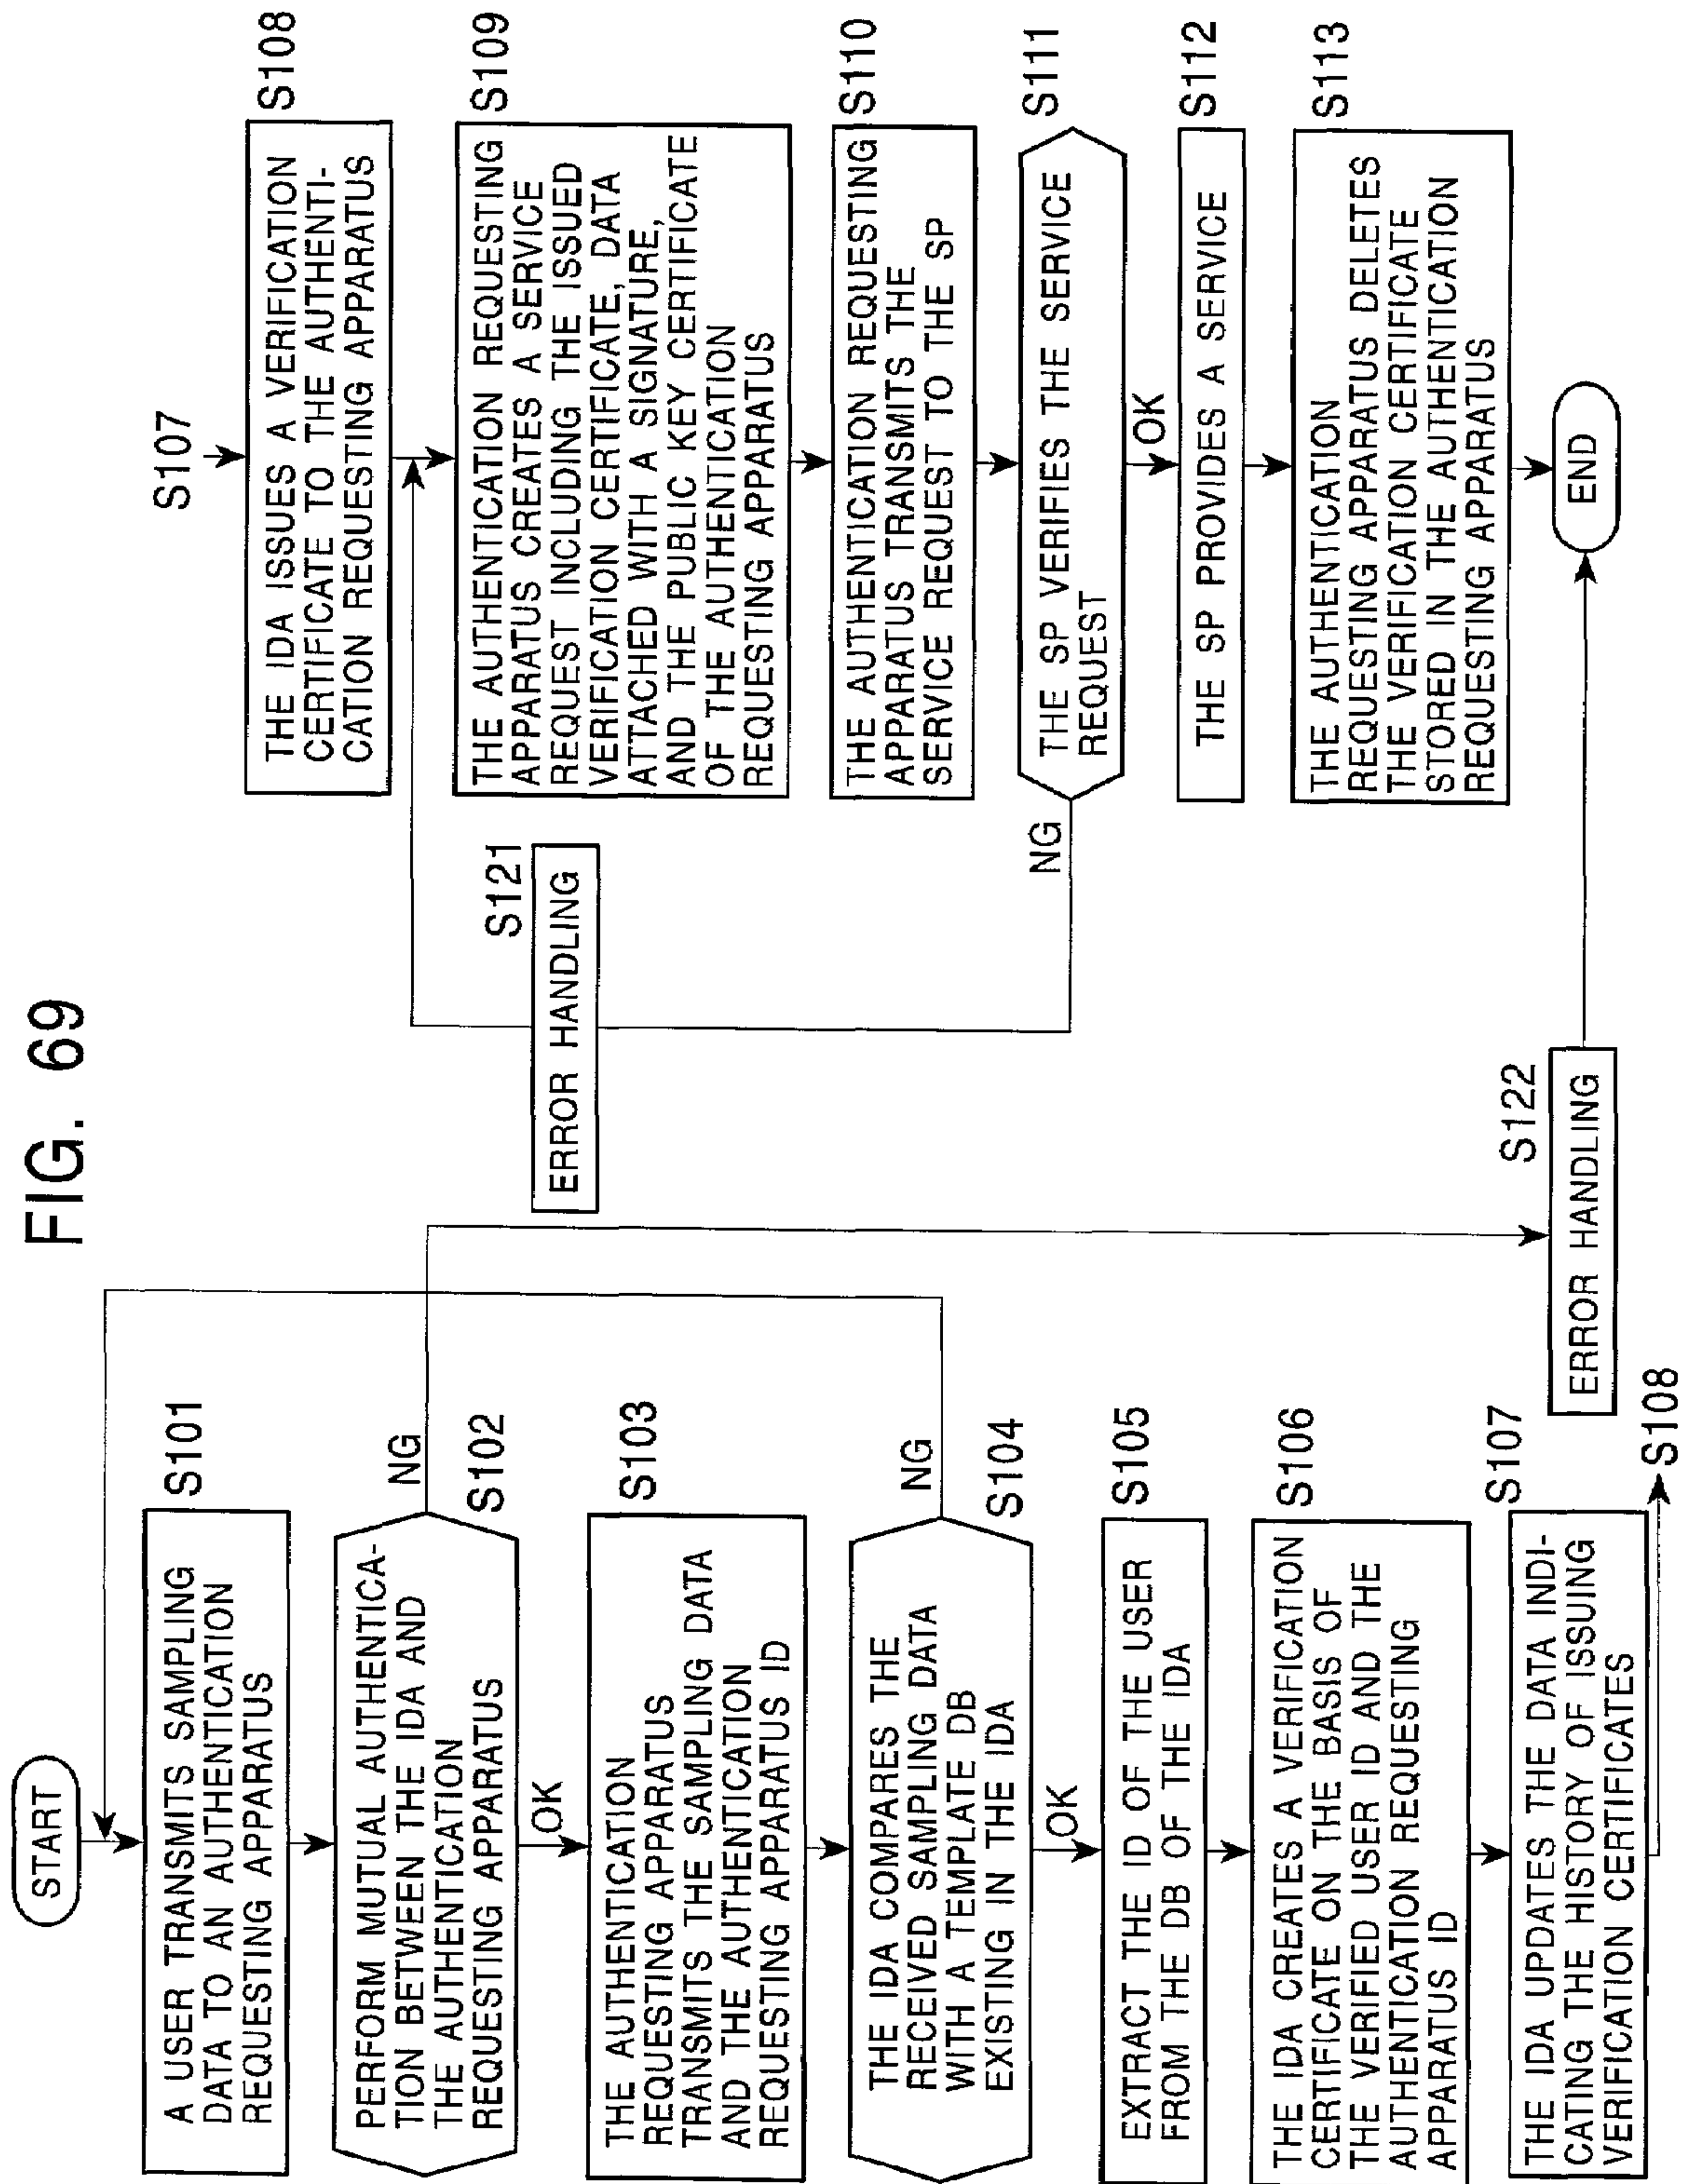 FIG. 69
START
A USER TRANSMITS SAMPLING
DATA TO AN AUTHENTICATION
REQUESTING APPARATUS
S101
PERFORM MUTUAL AUTHENTICA-
TION BETWEEN THE IDA AND
THE AUTHENTICATION
REQUESTING APPARATUS
S102
NG
OK
THE AUTHENTICATION
REQUESTING APPARATUS
TRANSMITS THE SAMPLING DATA
AND THE AUTHENTICATION
REQUESTING APPARATUS ID
S103
THE IDA COMPARES THE
RECEIVED SAMPLING DATA
WITH A TEMPLATE DB
EXISTING IN THE IDA
S104
NG
OK
EXTRACT THE ID OF THE USER
FROM THE DB OF THE IDA
S105
THE IDA CREATES A VERIFICATION
CERTIFICATE ON THE BASIS OF
THE VERIFIED USER ID AND THE
AUTHENTICATION REQUESTING
APPARATUS ID
S106
THE IDA UPDATES THE DATA INDI-
CATING THE HISTORY OF ISSUING
VERIFICATION CERTIFICATES
S107
S108
S107
THE IDA ISSUES A VERIFICATION
CERTIFICATE TO THE AUTHENTI-
CATION REQUESTING APPARATUS
S108
THE AUTHENTICATION REQUESTING
APPARATUS CREATES A SERVICE
REQUEST INCLUDING THE ISSUED
VERIFICATION CERTIFICATE, DATA
ATTACHED WITH A SIGNATURE,
AND THE PUBLIC KEY CERTIFICATE
OF THE AUTHENTICATION
REQUESTING APPARATUS
S109
THE AUTHENTICATION REQUESTING
APPARATUS TRANSMITS THE
SERVICE REQUEST TO THE SP
S110
THE SP VERIFIES THE SERVICE
REQUEST
S111
NG
OK
S121
ERROR HANDLING
THE SP PROVIDES A SERVICE
S112
THE AUTHENTICATION
REQUESTING APPARATUS DELETES
THE VERIFICATION CERTIFICATE
STORED IN THE AUTHENTICATION
REQUESTING APPARATUS
S113
S122
ERROR HANDLING
END